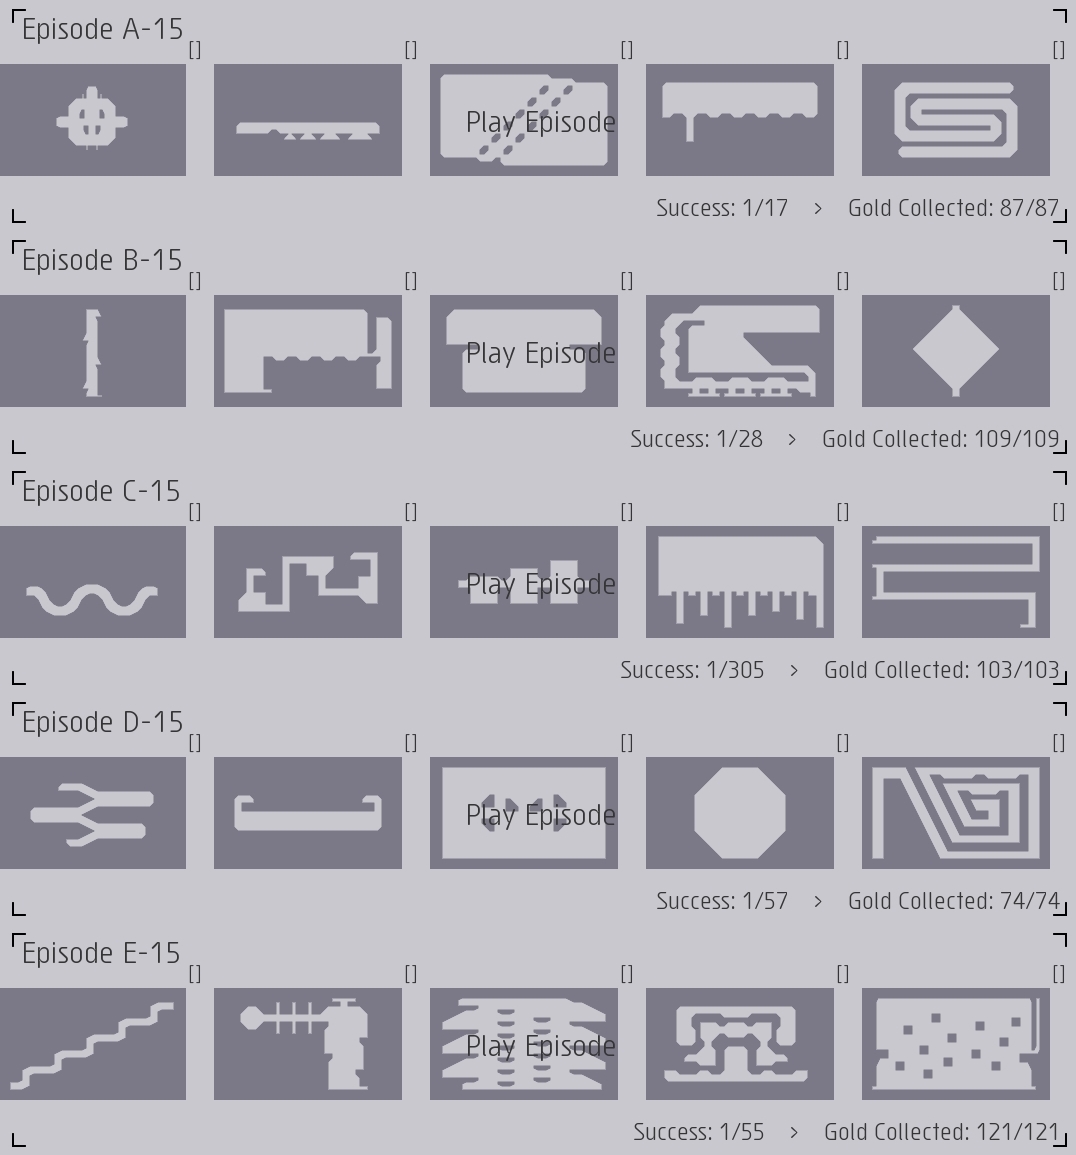 Episode A-15
[] [] [] [] []
Play Episode
Success: 1/17 > Gold Collected: 87/87
Episode B-15
[] [] [] [] []
Play Episode
Success: 1/28 > Gold Collected: 109/109
Episode C-15
[] [] [] [] []
Play Episode
Success: 1/305 > Gold Collected: 103/103
Episode D-15
[] [] [] [] []
Play Episode
Success: 1/57 > Gold Collected: 74/74
Episode E-15
[] [] [] [] []
Play Episode
Success: 1/55 > Gold Collected: 121/121